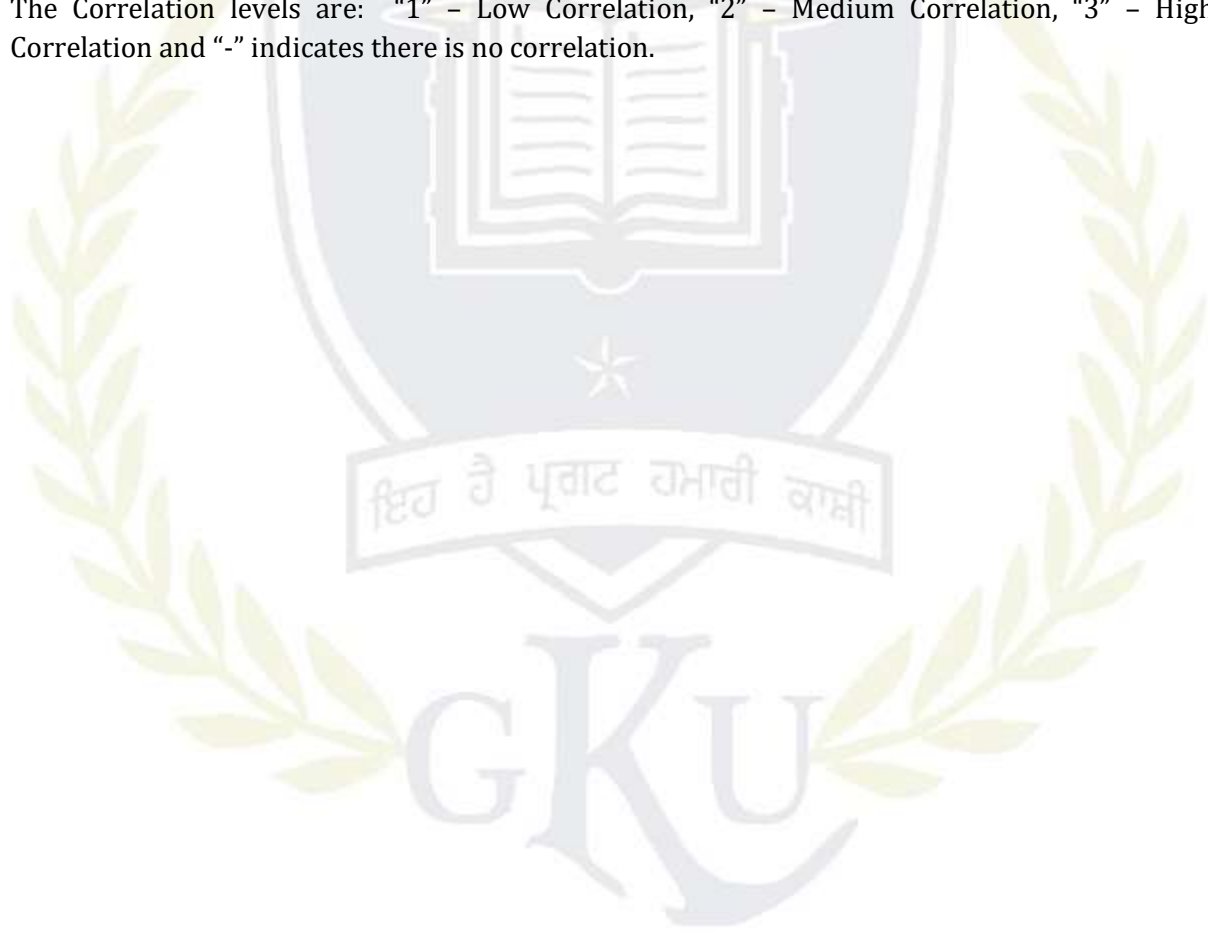 The Correlation levels are: "1" – Low Correlation, "2" – Medium Correlation, "3" – High
Correlation and “-” indicates there is no correlation.
ਇਹ ਹੈ ਪ੍ਰਗਟ ਹਮਾਰੀ ਕਾਸ਼ੀ
GKU